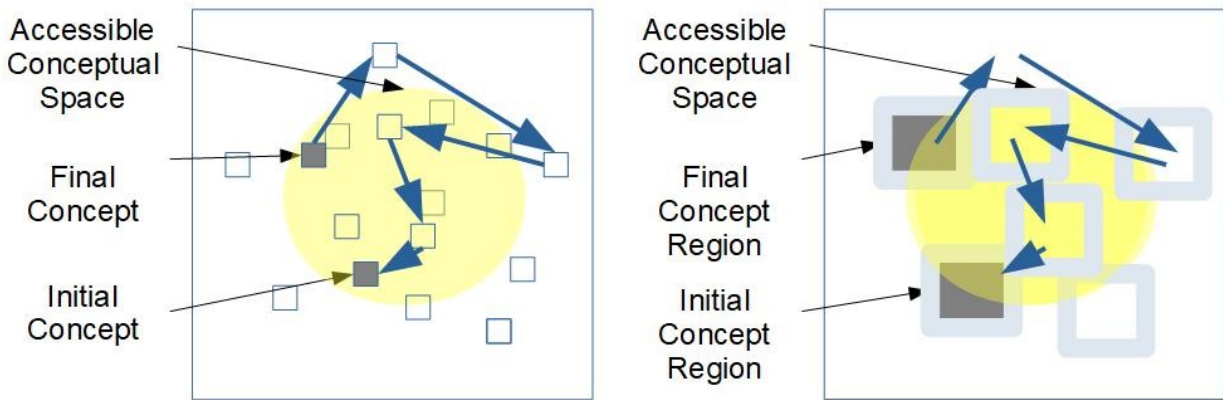 Accessible
Conceptual
Space
Final
Concept
Initial
Concept
Accessible
Conceptual
Space
Final
Concept
Region
Initial
Concept
Region